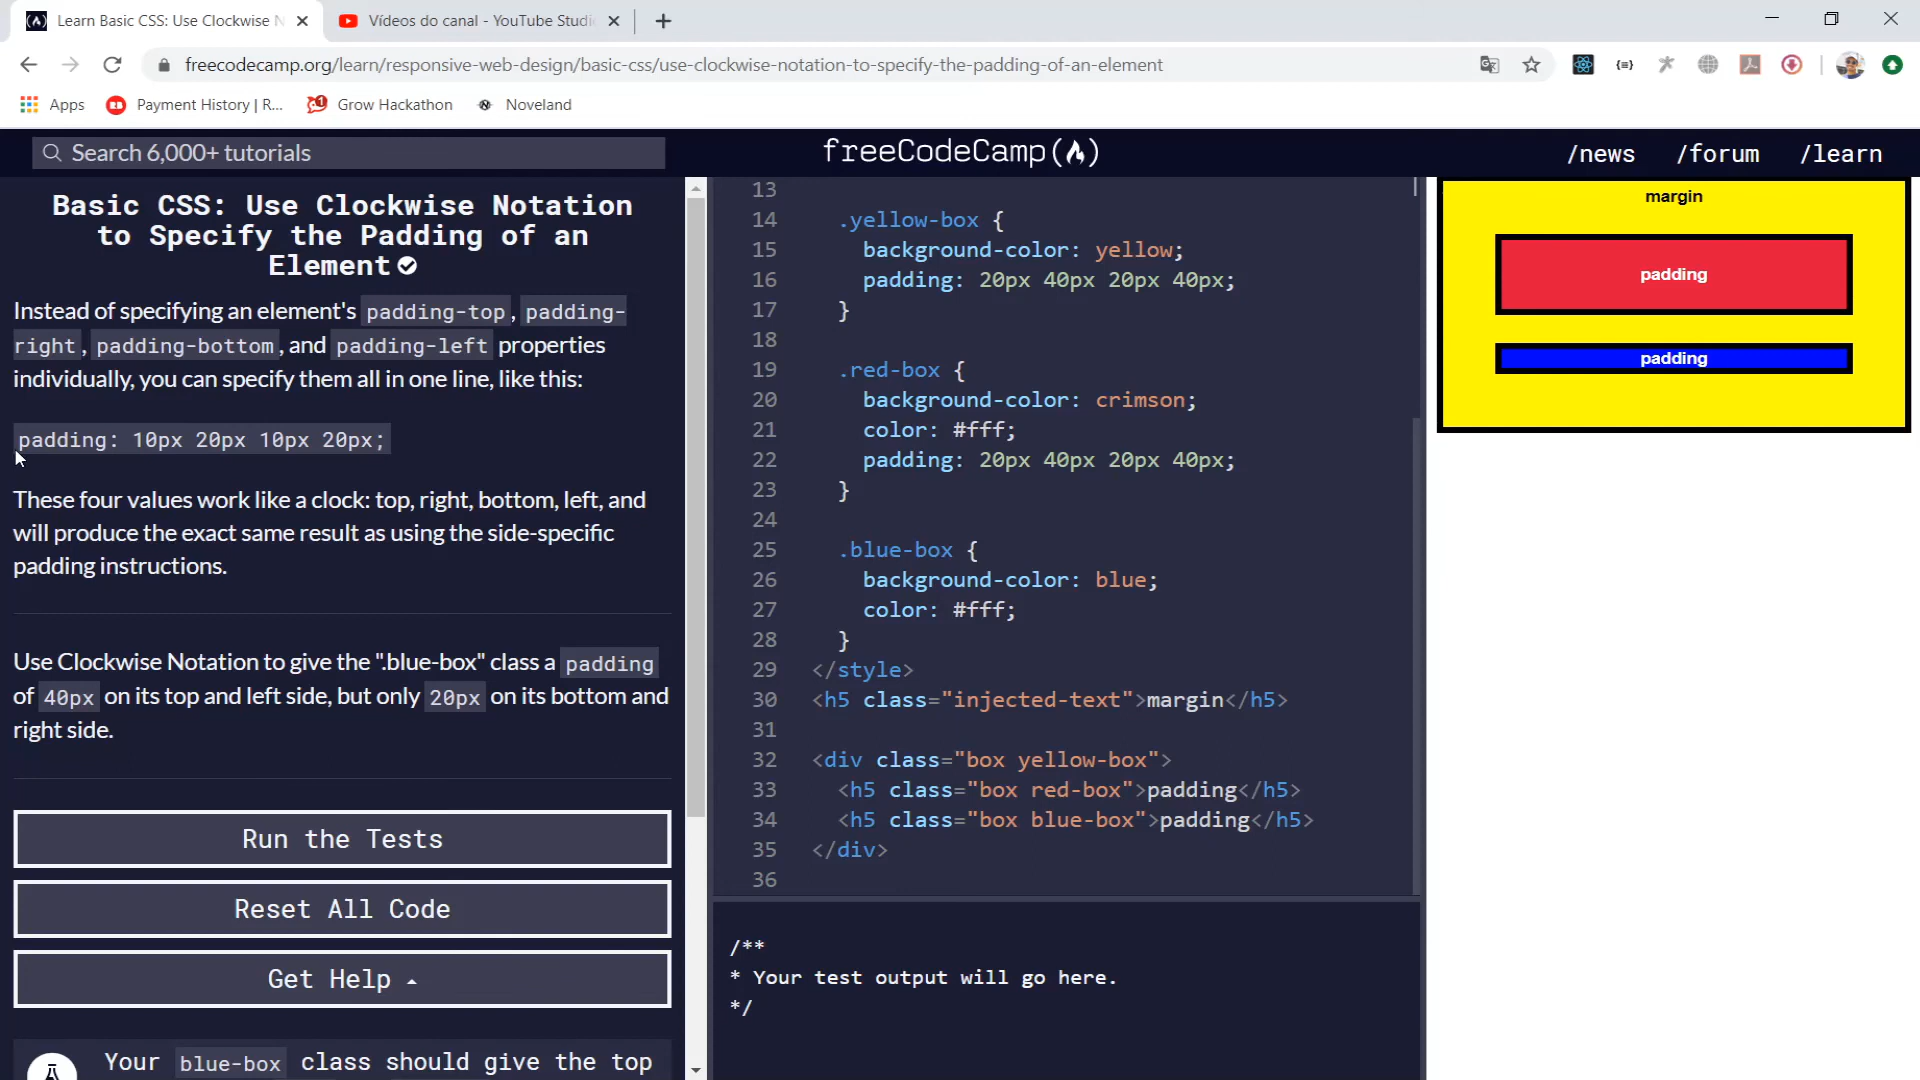 Learn Basic CSS: Use Clockwise N
Vídeos do canal - YouTube Studi
freecodecamp.org/learn/responsive-web-design/basic-css/use-clockwise-notation-to-specify-the-padding-of-an-element
Apps
Payment History | R...
Grow Hackathon
Noveland
Search 6,000+ tutorials
freeCodeCamp
/news
/forum
/learn
Basic CSS: Use Clockwise Notation
to Specify the Padding of an
Element
Instead of specifying an element's padding-top, padding-
right, padding-bottom, and padding-left properties
individually, you can specify them all in one line, like this:
padding: 10px 20px 10px 20px;
These four values work like a clock: top, right, bottom, left, and
will produce the exact same result as using the side-specific
padding instructions.
Use Clockwise Notation to give the ".blue-box" class a padding
of 40px on its top and left side, but only 20px on its bottom and
right side.
Run the Tests
Reset All Code
Get Help
Your blue-box class should give the top
13
14 .yellow-box {
15 background-color: yellow;
16 padding: 20px 40px 20px 40px;
17 }
18
19 .red-box {
20 background-color: crimson;
21 color: #fff;
22 padding: 20px 40px 20px 40px;
23 }
24
25 .blue-box {
26 background-color: blue;
27 color: #fff;
28 }
29 </style>
30 <h5 class="injected-text">margin</h5>
31
32 <div class="box yellow-box">
33 <h5 class="box red-box">padding</h5>
34 <h5 class="box blue-box">padding</h5>
35 </div>
36
/**
* Your test output will go here.
*/
margin
padding
padding